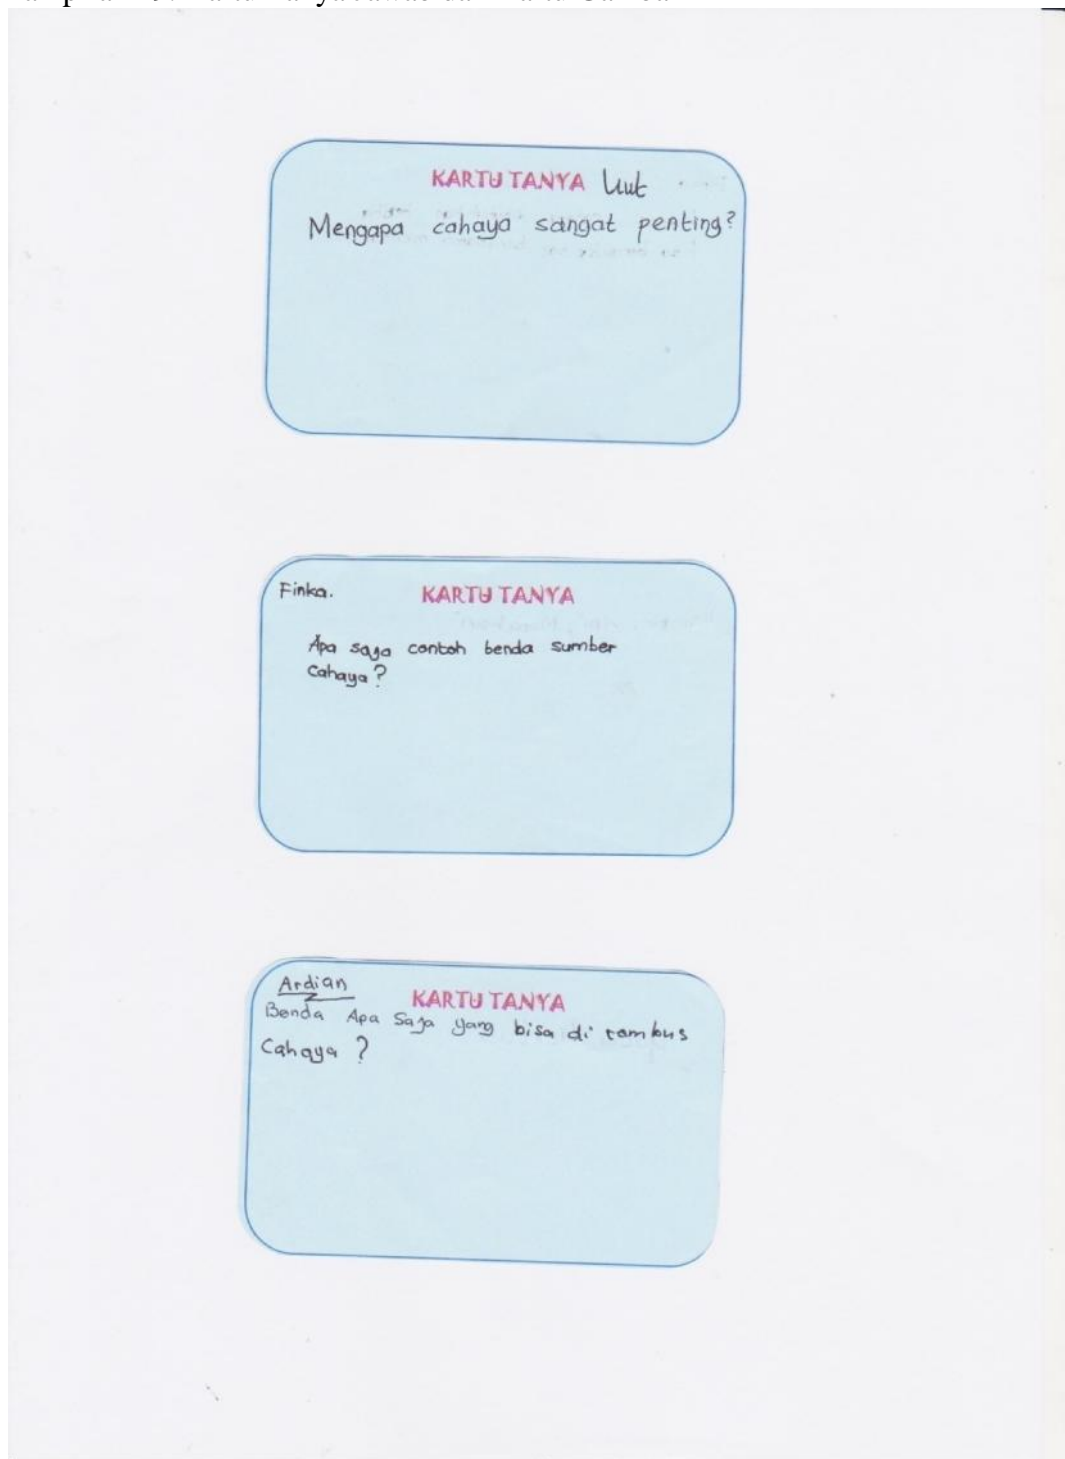 KARTU TANYA Uut
Mengapa cahaya sangat penting?
Finka. KARTU TANYA
Apa saja contoh benda sumber
Cahaya?
Ardian
KARTU TANYA
Benda Apa Saja yang bisa di tembus
Cahaya?